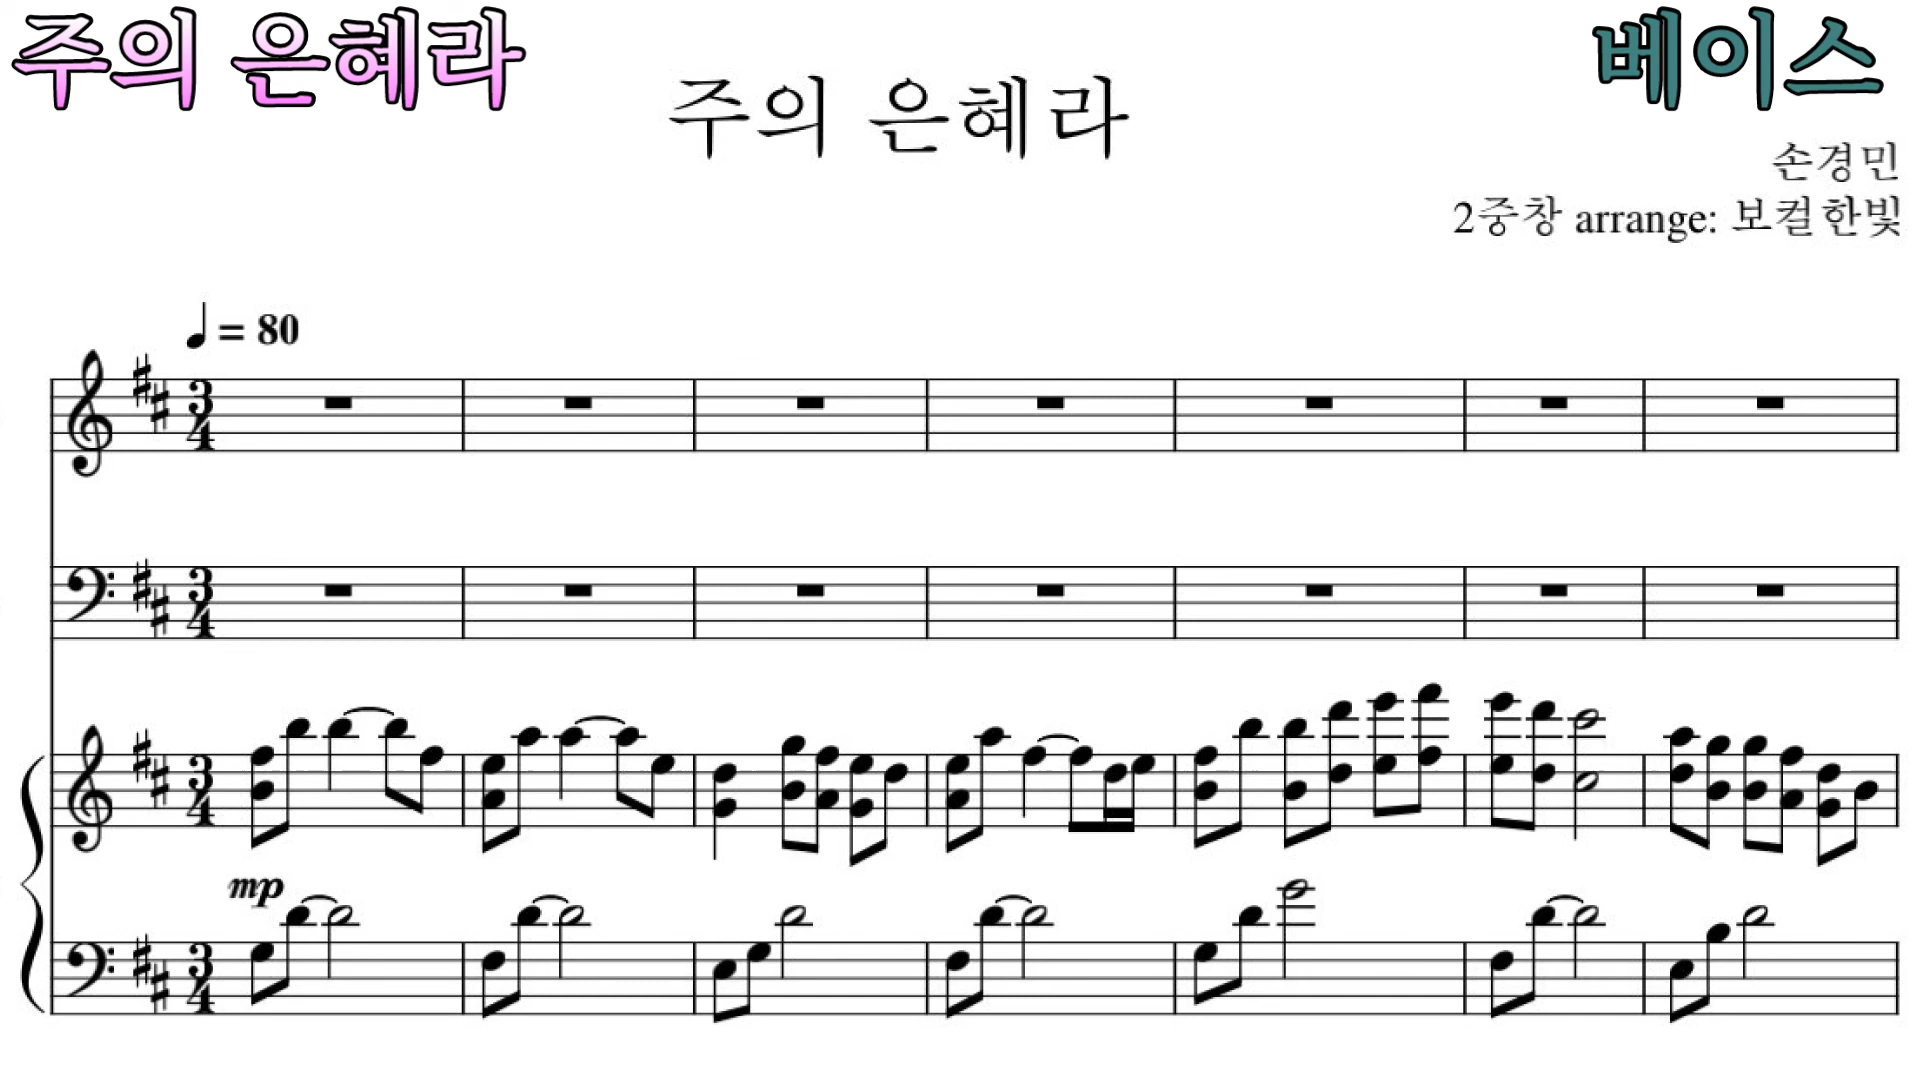 주의 은혜라
베이스
주의 은혜라
손경민
2중창 arrange: 보컬한빛
♩ = 80
3/4
3/4
3/4
mp
3/4